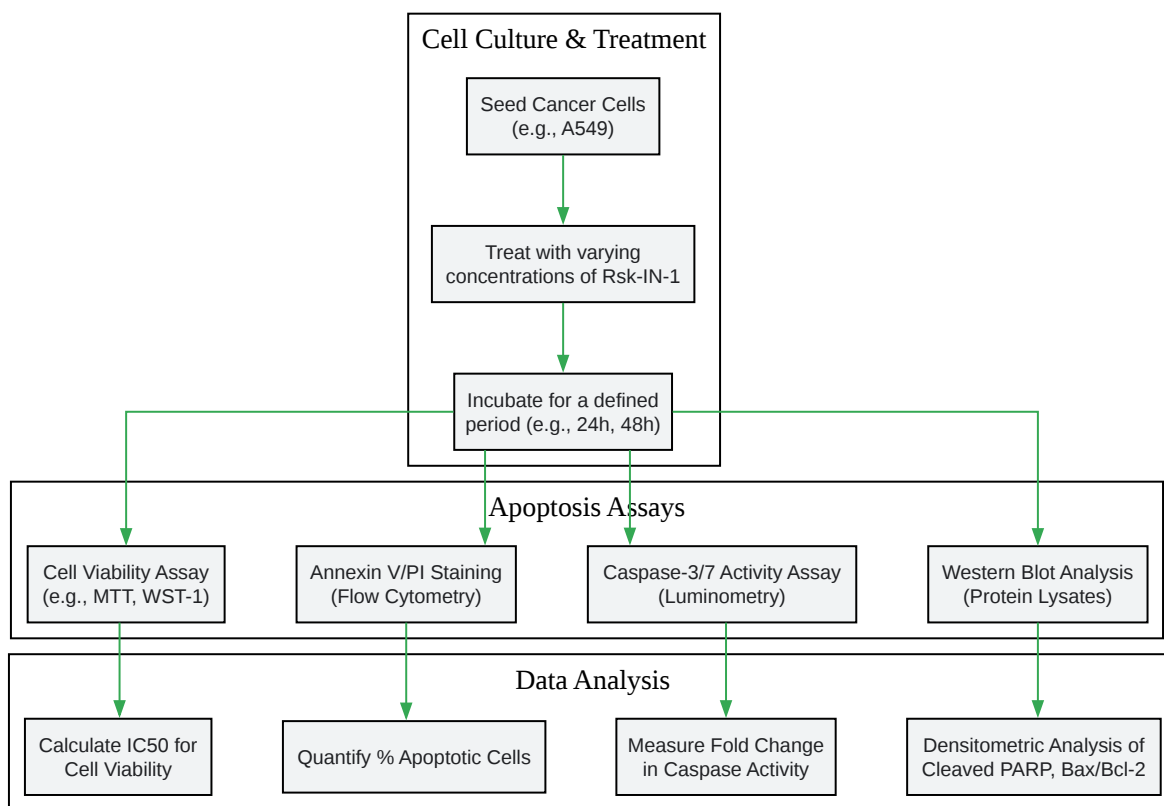 Cell Culture & Treatment
Seed Cancer Cells
(e.g., A549)
Treat with varying
concentrations of Rsk-IN-1
Incubate for a defined
period (e.g., 24h, 48h)
Apoptosis Assays
Cell Viability Assay
(e.g., MTT, WST-1)
Annexin V/PI Staining
(Flow Cytometry)
Caspase-3/7 Activity Assay
(Luminometry)
Western Blot Analysis
(Protein Lysates)
Data Analysis
Calculate IC50 for
Cell Viability
Quantify % Apoptotic Cells
Measure Fold Change
in Caspase Activity
Densitometric Analysis of
Cleaved PARP, Bax/Bcl-2